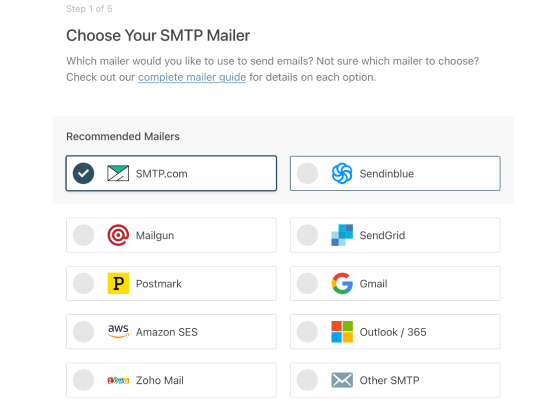 Step 1 of 5
Choose Your SMTP Mailer
Which mailer would you like to use to send emails? Not sure which mailer to choose?
Check out our complete mailer guide for details on each option.
Recommended Mailers
SMTP.com
Sendinblue
Mailgun
SendGrid
P Postmark
G Gmail
aws Amazon SES
Outlook / 365
ZOHO Zoho Mail
Other SMTP